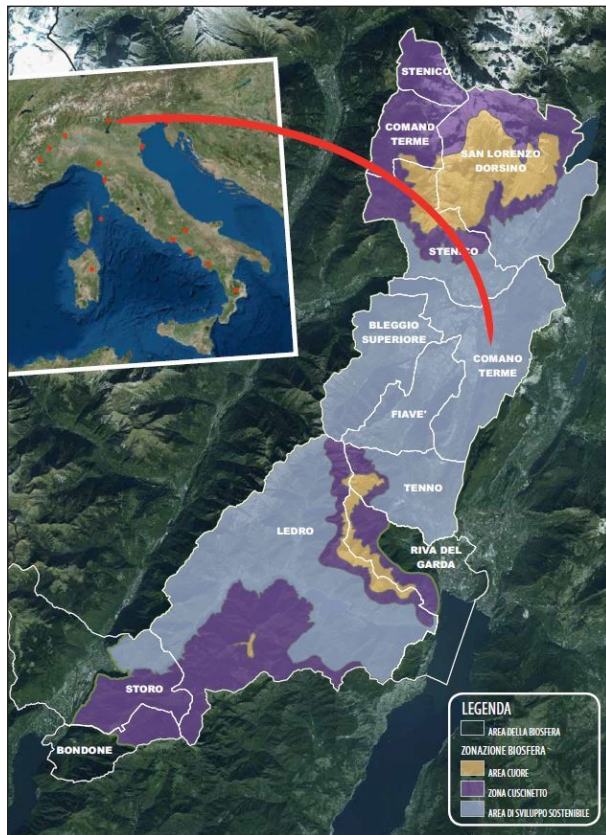 STENICO
COMANO
TERME
SAN LORENZO
DORSINO
STENICO
BLEGGIO
SUPERIORE
COMANO
TERME
FIAVE'
TENNO
LEDRO
RIVA DEL
GARDA
STORO
BONDONE
LEGENDA
AREA DELLA BIOSFERA
ZONAZIONE BIOSFERA
AREA CUORE
ZONA CUSCINETTO
AREA DI SVILUPPO SOSTENIBILE